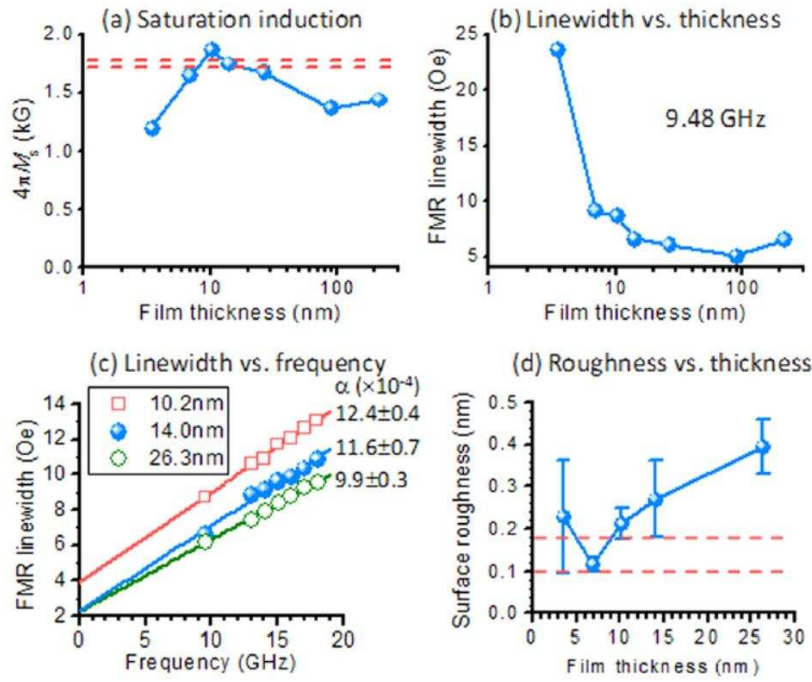 (a) Saturation induction
2.0
1.5
1.0
0.5
0.0
4πMs (kG)
1
10
100
Film thickness (nm)
(b) Linewidth vs. thickness
25
20
15
10
5
FMR linewidth (Oe)
9.48 GHz
1
10
100
Film thickness (nm)
(c) Linewidth vs. frequency
14
12
10
8
6
4
2
FMR linewidth (Oe)
10.2nm
14.0nm
26.3nm
α (×10⁻⁴)
12.4±0.4
11.6±0.7
9.9±0.3
0
5
10
15
20
Frequency (GHz)
(d) Roughness vs. thickness
0.5
0.4
0.3
0.2
0.1
0.0
Surface roughness (nm)
0
5
10
15
20
25
30
Film thickness (nm)